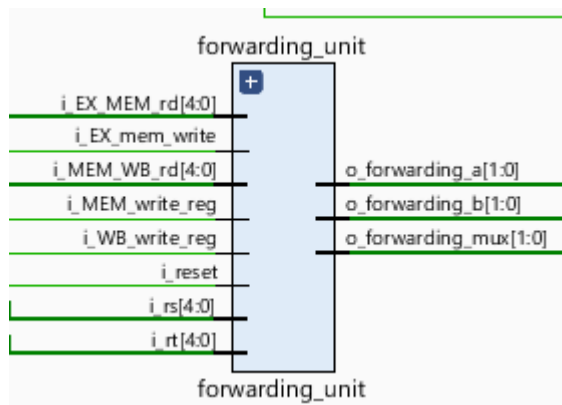 forwarding_unit
i_EX_MEM_rd[4:0]
i_EX_mem_write
i_MEM_WB_rd[4:0]
i_MEM_write_reg
i_WB_write_reg
i_reset
i_rs[4:0]
i_rt[4:0]
o_forwarding_a[1:0]
o_forwarding_b[1:0]
o_forwarding_mux[1:0]
forwarding_unit